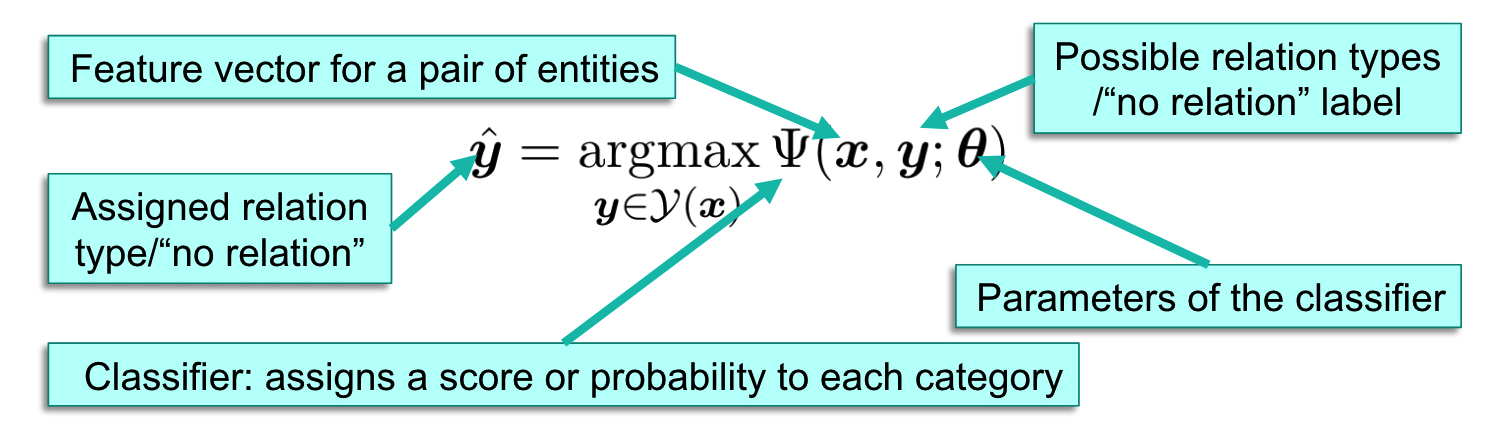 Feature vector for a pair of entities
Possible relation types
/“no relation” label
ŷ = argmax Ψ(x, y; θ)
y∈𝒴(x)
Assigned relation
type/“no relation”
Parameters of the classifier
Classifier: assigns a score or probability to each category